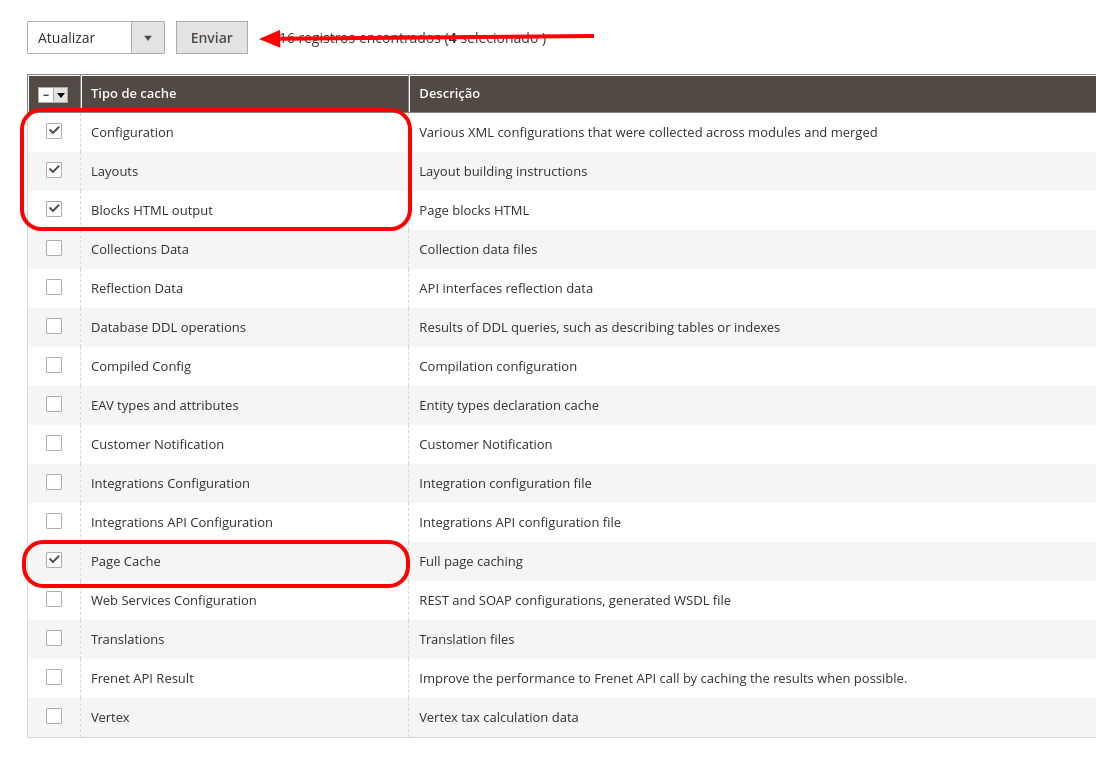 Atualizar Enviar 16 registros encontrados (4 selecionado )
Tipo de cache Descrição
Configuration Various XML configurations that were collected across modules and merged
Layouts Layout building instructions
Blocks HTML output Page blocks HTML
Collections Data Collection data files
Reflection Data API interfaces reflection data
Database DDL operations Results of DDL queries, such as describing tables or indexes
Compiled Config Compilation configuration
EAV types and attributes Entity types declaration cache
Customer Notification Customer Notification
Integrations Configuration Integration configuration file
Integrations API Configuration Integrations API configuration file
Page Cache Full page caching
Web Services Configuration REST and SOAP configurations, generated WSDL file
Translations Translation files
Frenet API Result Improve the performance to Frenet API call by caching the results when possible.
Vertex Vertex tax calculation data